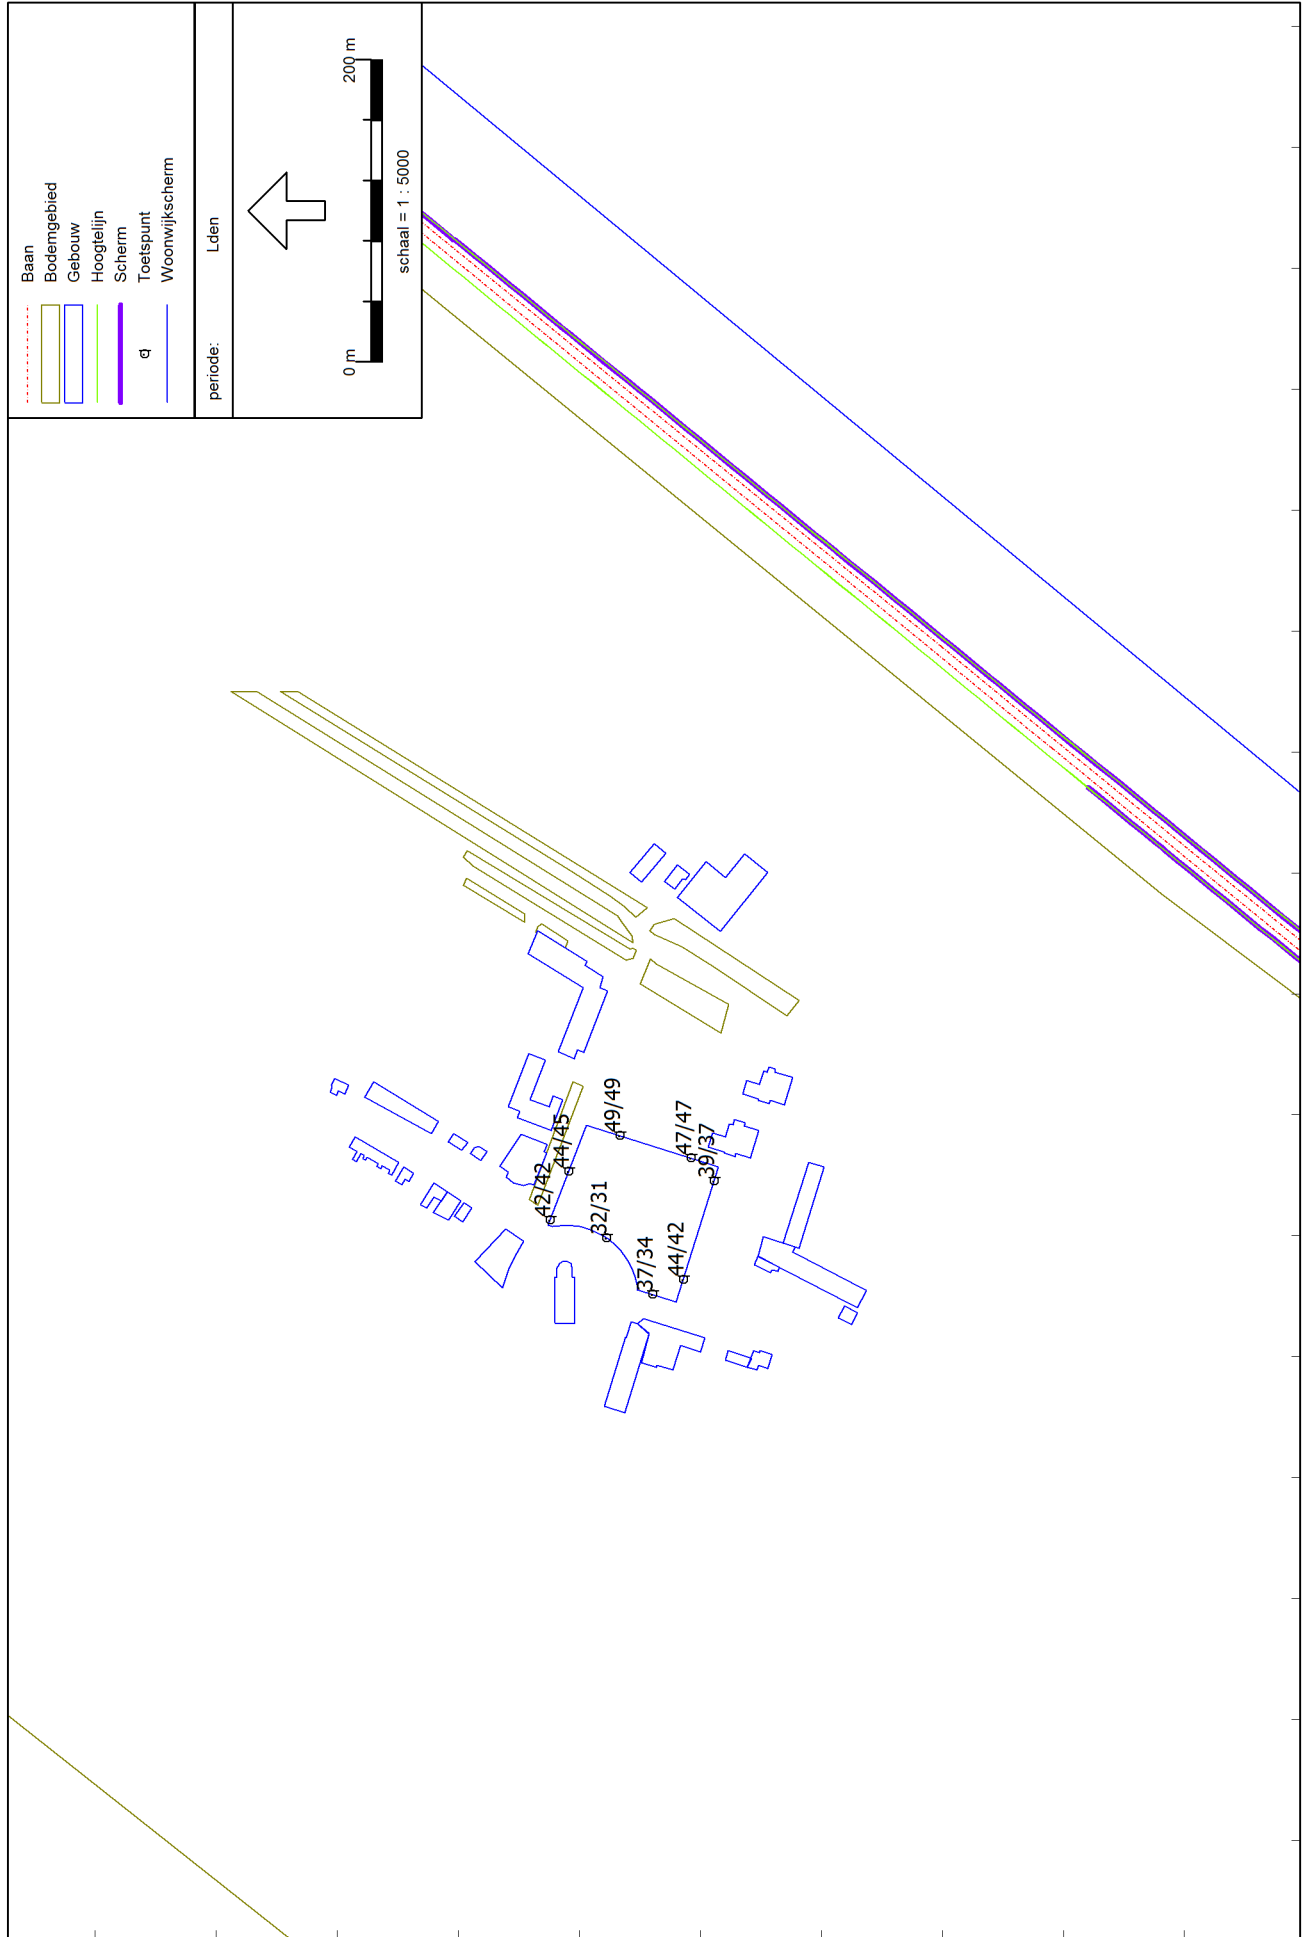 Baan
Bodemgebied
Gebouw
Hoogtelijn
Scherm
Toetspunt
Woonwijkscherm
periode: Lden
0 m 200 m
schaal = 1 : 5000
49/49
44/45
47/47
39/37
42/42
32/31
44/42
37/34